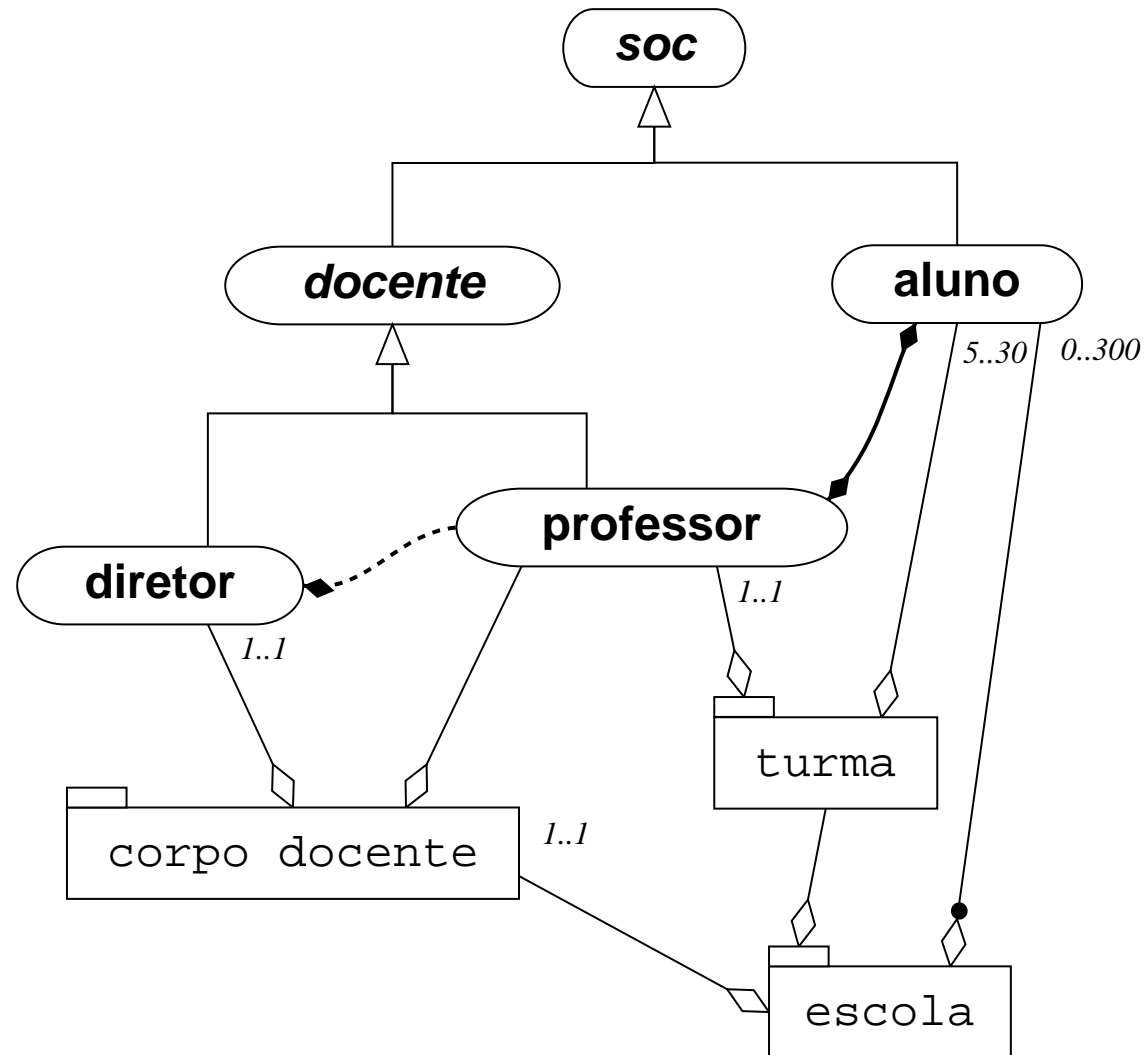 soc
docente
aluno
5..30
0..300
professor
diretor
1..1
1..1
turma
1..1
corpo docente
escola